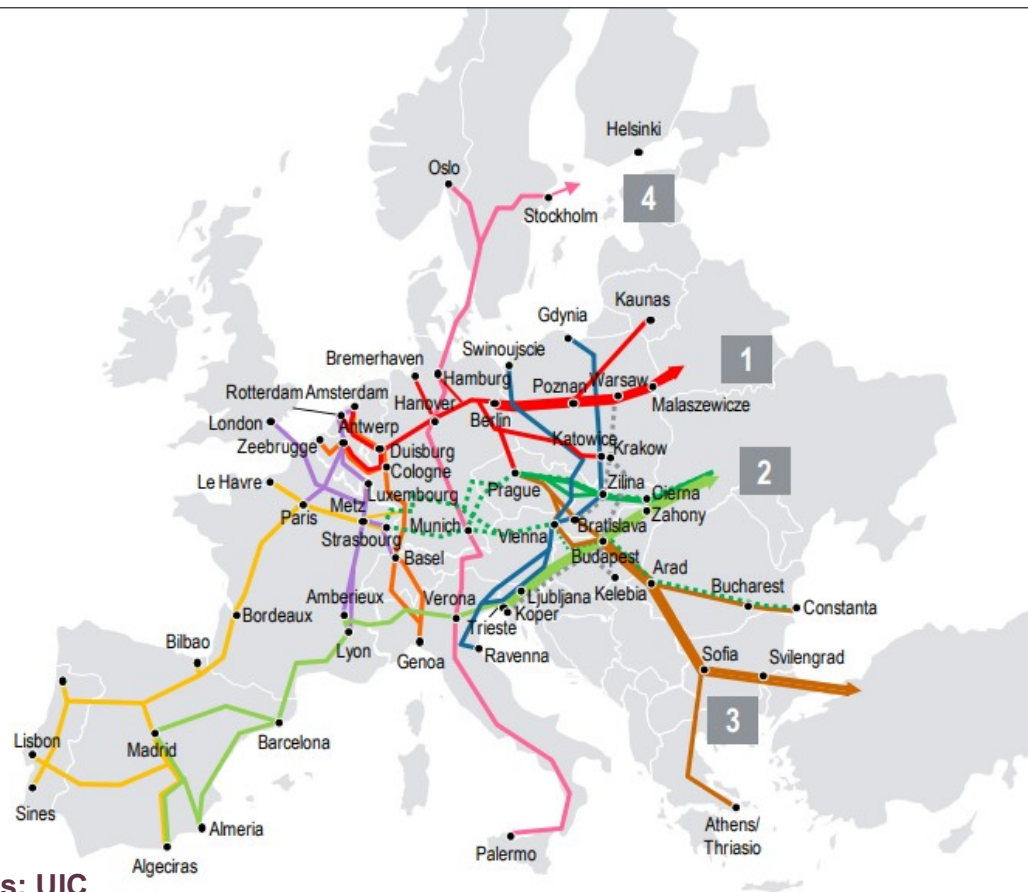 Helsinki
Oslo
4
Stockholm
Kaunas
Gdynia
1
Swinoujscie
Bremerhaven
Hamburg
Poznan
Warsaw
Malaszewicze
Rotterdam
Amsterdam
Hanover
Berlin
London
Antwerp
Katowice
Krakow
Zeebrugge
Duisburg
Cologne
2
Le Havre
Luxembourg
Prague
Zilina
Cierna
Metz
Zahony
Paris
Munich
Vienna
Bratislava
Strasbourg
Basel
Budapest
Arad
Bucharest
Amberieux
Verona
Ljubljana
Kelebia
Constanta
Bordeaux
Koper
Trieste
Bilbao
Lyon
Genoa
Ravenna
Sofia
Svilengrad
3
Lisbon
Madrid
Barcelona
Sines
Almeria
Athens/
Thriasio
Palermo
Algeciras
s: UIC